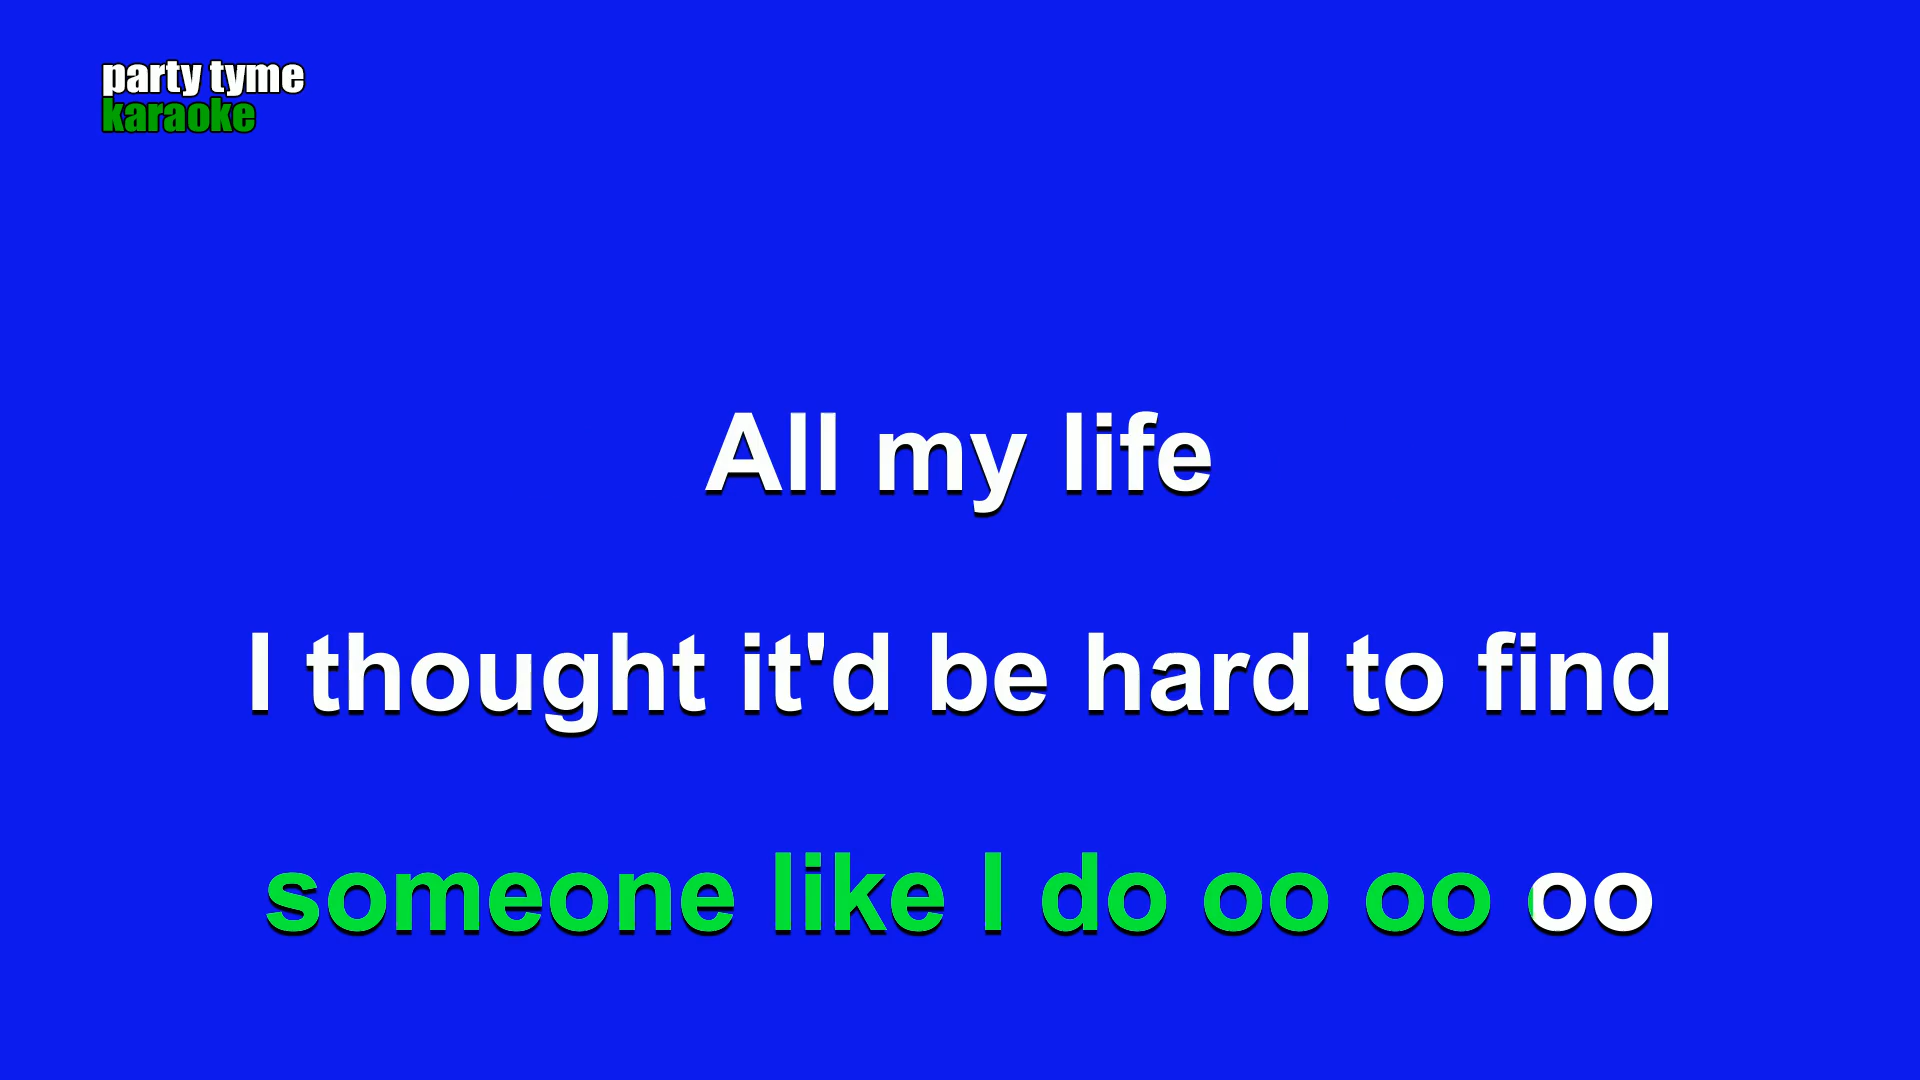 party tyme
karaoke
All my life
I thought it'd be hard to find
someone like I do oo oo oo